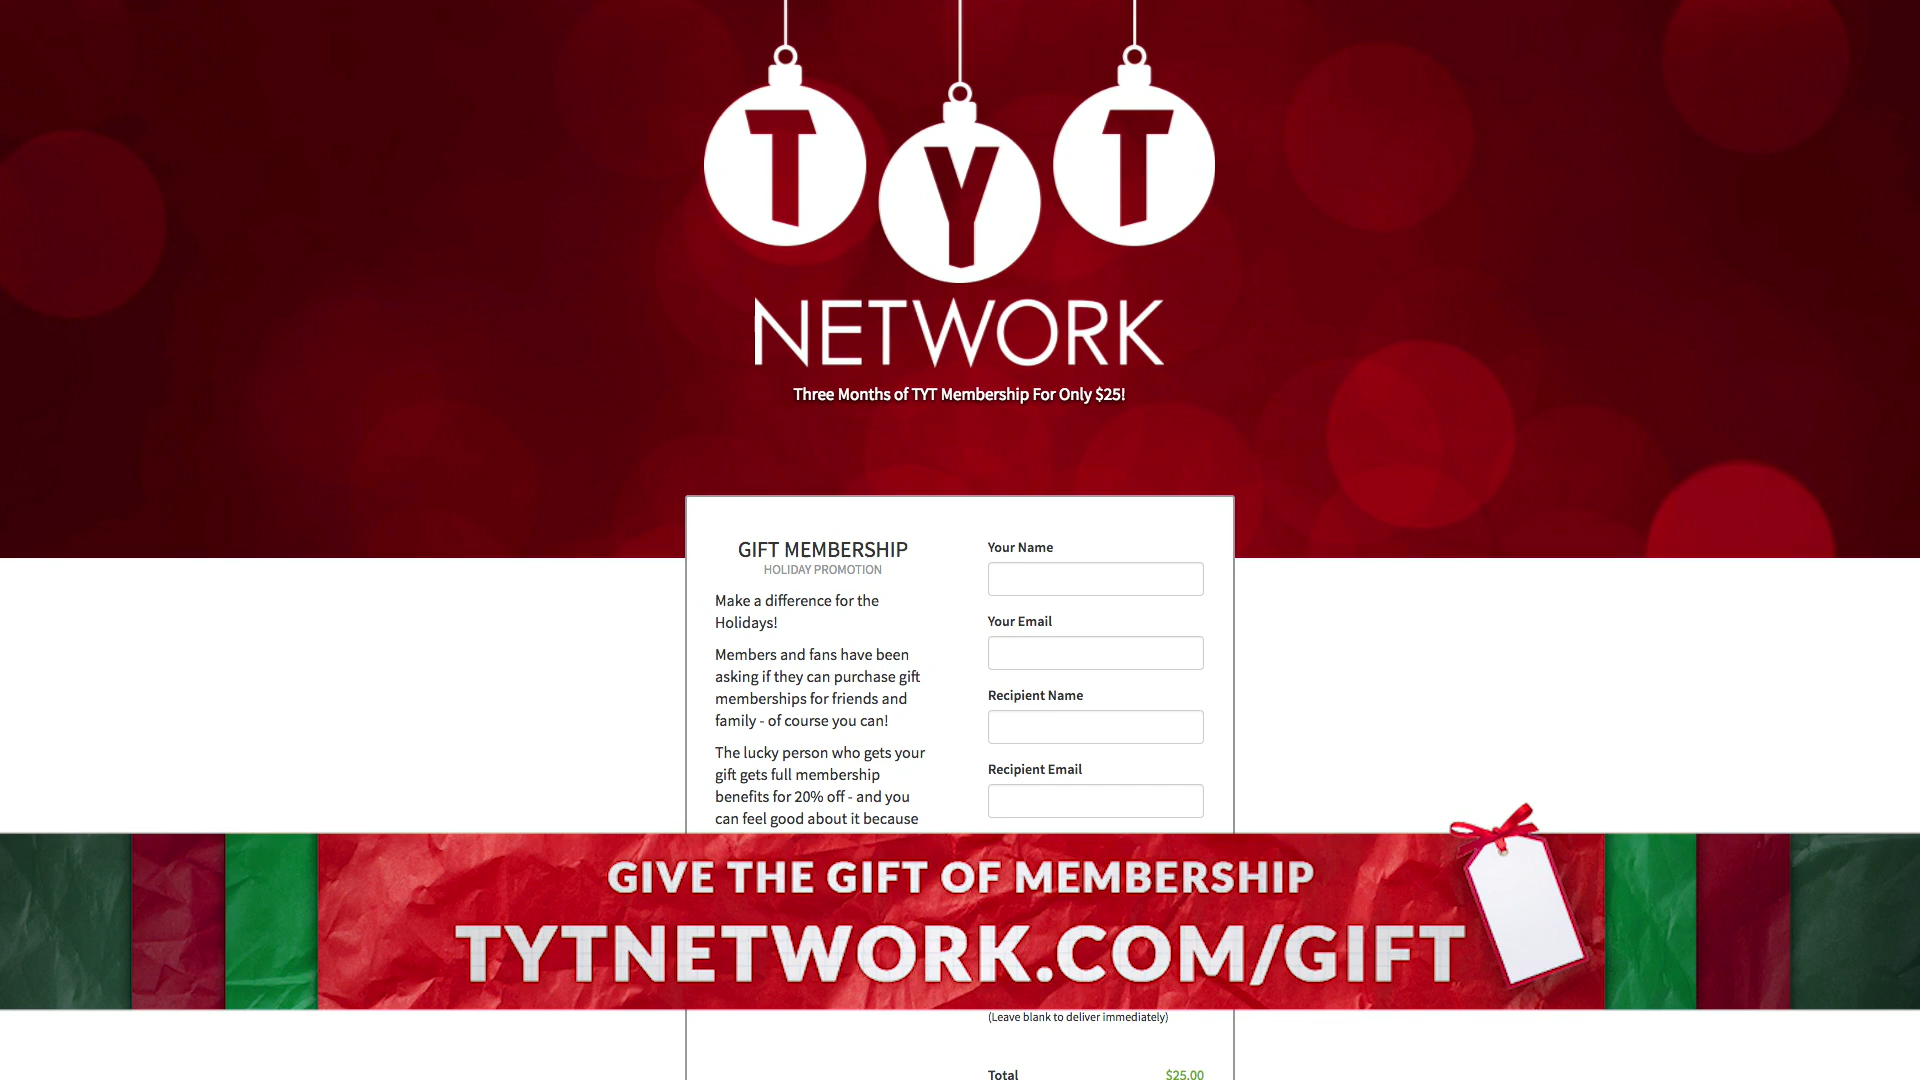 TYT
NETWORK
Three Months of TYT Membership For Only $25!
GIFT MEMBERSHIP
HOLIDAY PROMOTION
Make a difference for the
Holidays!
Members and fans have been
asking if they can purchase gift
memberships for friends and
family - of course you can!
The lucky person who gets your
gift gets full membership
benefits for 20% off - and you
can feel good about it because
Your Name
Your Email
Recipient Name
Recipient Email
GIVE THE GIFT OF MEMBERSHIP
TYTNETWORK.COM/GIFT
(Leave blank to deliver immediately)
Total $25.00